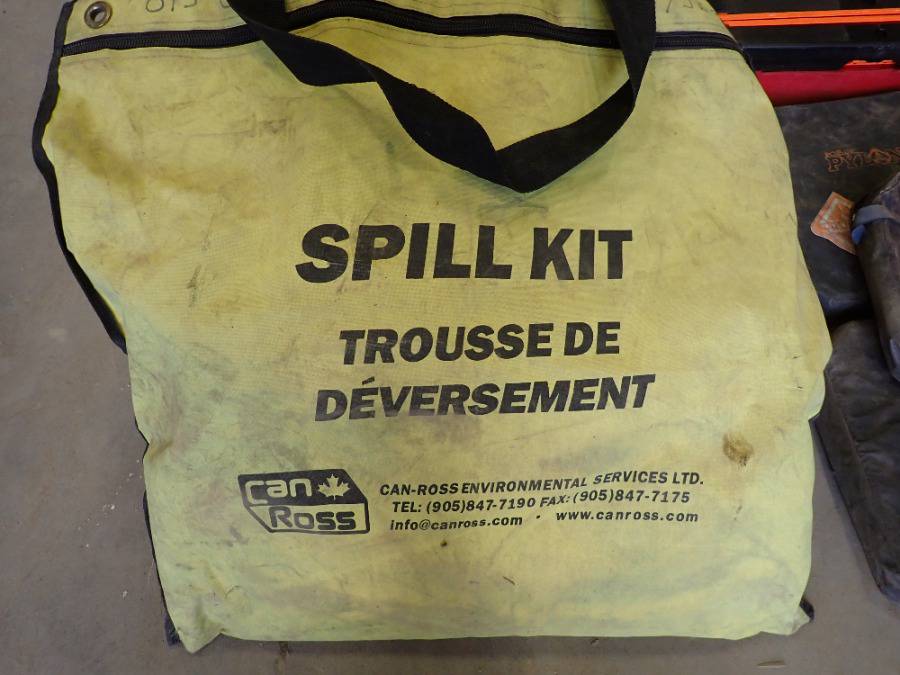 SPILL KIT
TROUSSE DE
DÉVERSEMENT
can
Ross
CAN-ROSS ENVIRONMENTAL SERVICES LTD.
TEL: (905)847-7190 FAX: (905)847-7175
info@canross.com · www.canross.com
PYLON